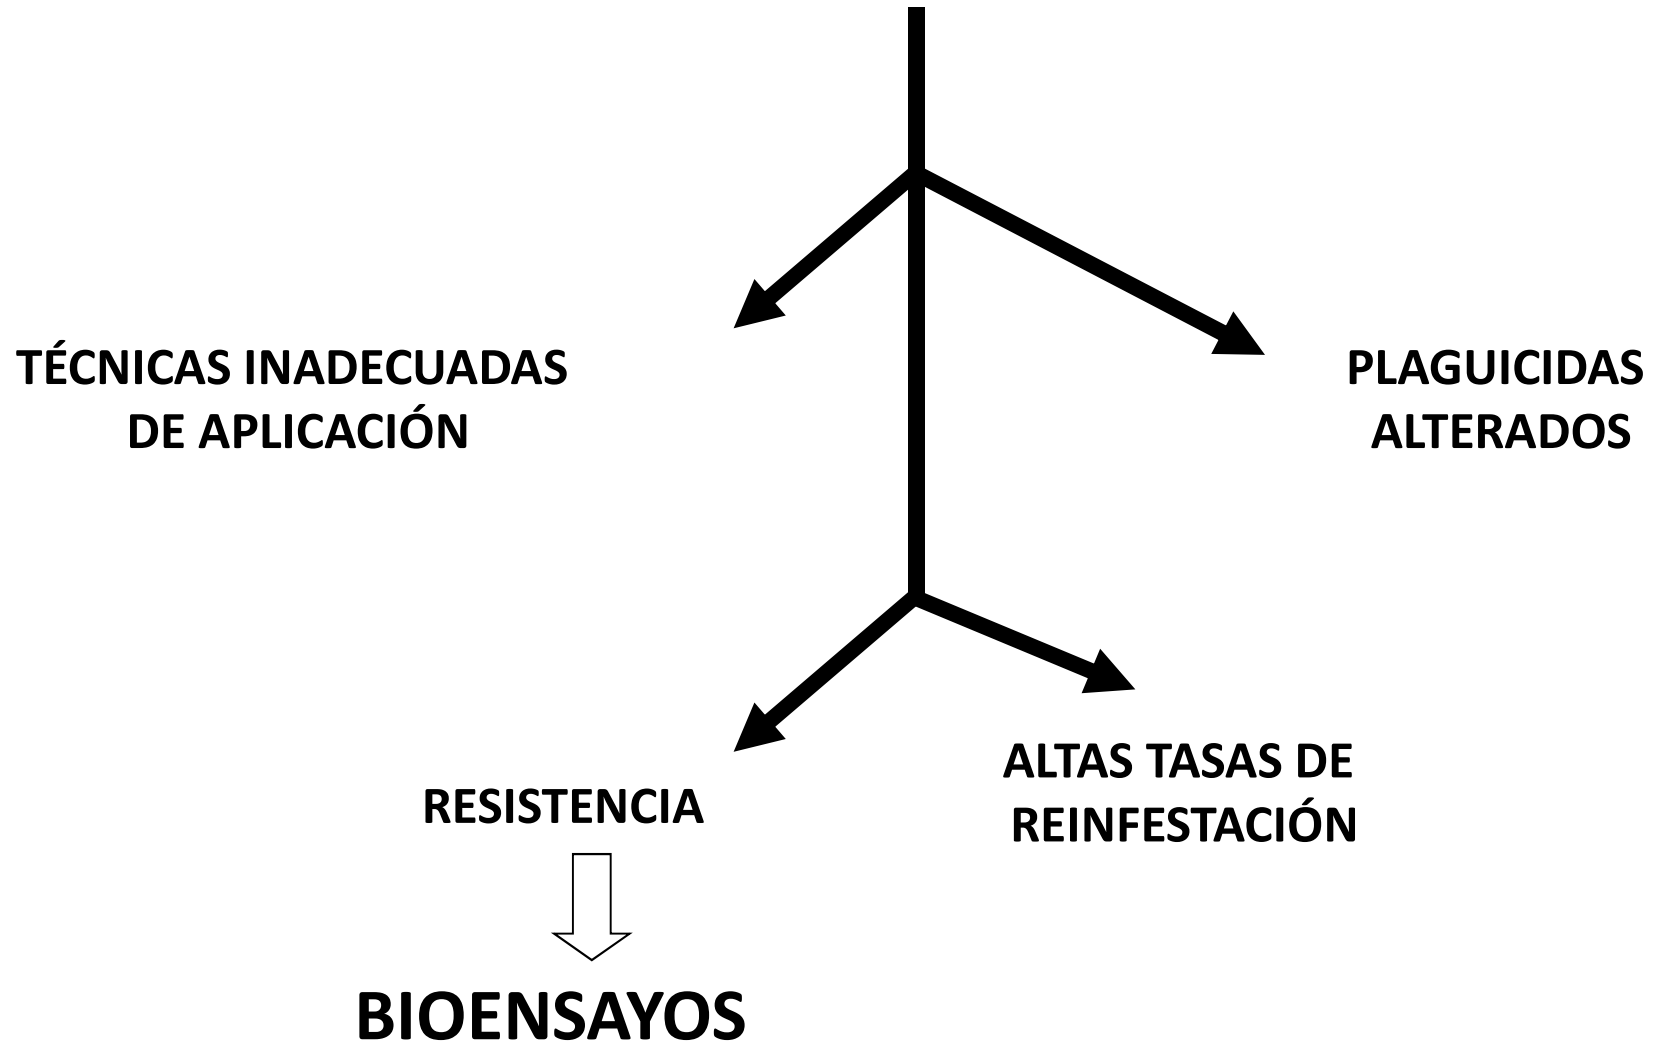 TÉCNICAS INADECUADAS
DE APLICACIÓN
PLAGUICIDAS
ALTERADOS
RESISTENCIA
ALTAS TASAS DE
REINFESTACIÓN
BIOENSAYOS